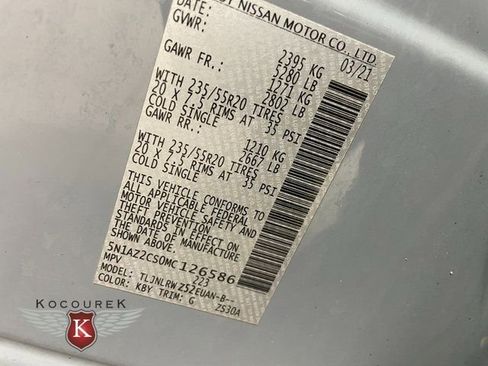 BY NISSAN MOTOR CO., LTD.
DATE: 03/21
GVWR: 2395 KG
5280 LB
GAWR FR.: 1271 KG
2802 LB
WITH 235/55R20 TIRES
20 X 7.5 RIMS AT 35 PSI
COLD SINGLE
GAWR RR.: 1210 KG
2667 LB
WITH 235/55R20 TIRES
20 X 7.5 RIMS AT 35 PSI
COLD SINGLE
THIS VEHICLE CONFORMS TO
ALL APPLICABLE FEDERAL
MOTOR VEHICLE SAFETY AND
STANDARDS IN EFFECT ON
THE DATE OF MANUFACTURE
SHOWN ABOVE.
5N1AZ2CS0MC126586
MPV 223
MODEL: TLJNLRWZ52EUAN-B--
COLOR: KBY TRIM: G Z530A
KOCOUREK
K